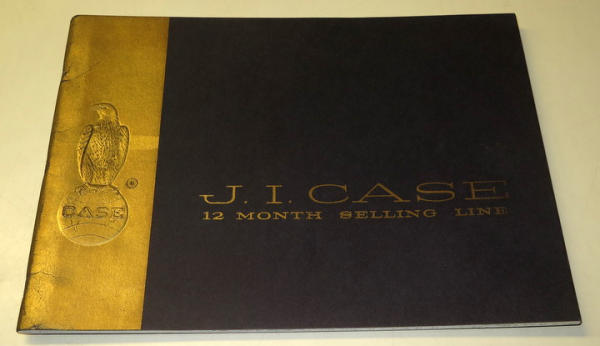 CASE
®
J. I. CASE
12 MONTH SELLING LINE